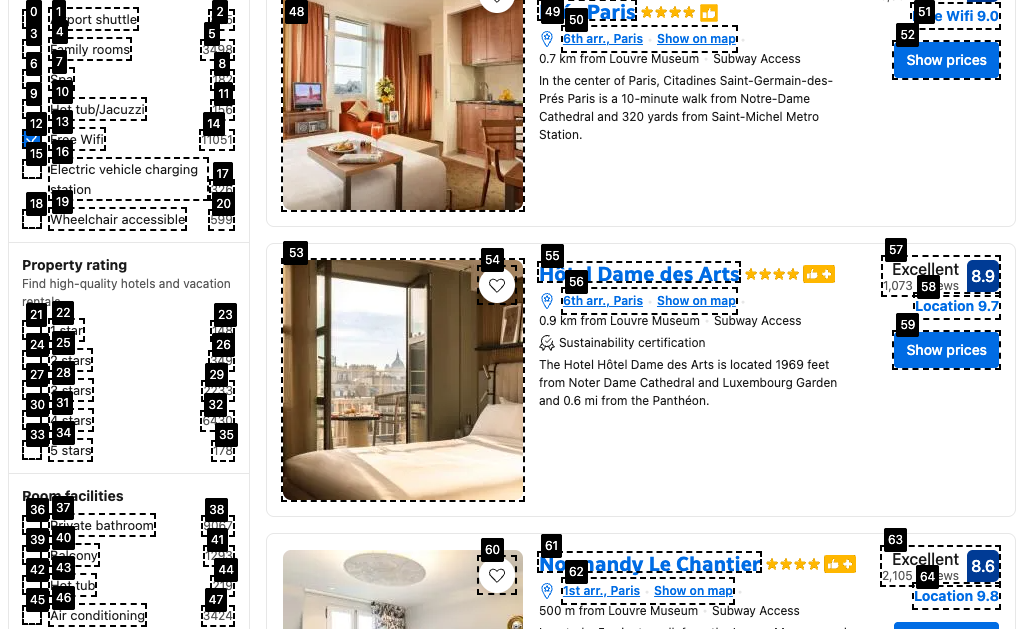 Airport shuttle
Family rooms 3498
Spa
Hot tub/Jacuzzi
Free Wifi 11051
Electric vehicle charging
station
Wheelchair accessible 599
Property rating
Find high-quality hotels and vacation
rentals
1 star
2 stars
3 stars
4 stars 6430
5 stars 178
Room facilities
Private bathroom 9067
Balcony 1293
Hot tub
Air conditioning 3424
0
1
2
3
4
5
6
7
8
9
10
11
12
13
14
15
16
17
18
19
20
21
22
23
24
25
26
27
28
29
30
31
32
33
34
35
36
37
38
39
40
41
42
43
44
45
46
47
48
49
50
51
52
Paris
6th arr., Paris · Show on map
0.7 km from Louvre Museum · Subway Access
In the center of Paris, Citadines Saint-Germain-des-
Prés Paris is a 10-minute walk from Notre-Dame
Cathedral and 320 yards from Saint-Michel Metro
Station.
Free Wifi 9.0
Show prices
53
54
55
56
57
58
59
Hôtel Dame des Arts
6th arr., Paris · Show on map
0.9 km from Louvre Museum · Subway Access
Sustainability certification
The Hotel Hôtel Dame des Arts is located 1969 feet
from Noter Dame Cathedral and Luxembourg Garden
and 0.6 mi from the Panthéon.
Excellent 8.9
1,073 reviews
Location 9.7
Show prices
60
61
62
63
64
Normandy Le Chantier
1st arr., Paris · Show on map
500 m from Louvre Museum · Subway Access
Excellent 8.6
2,105 reviews
Location 9.8